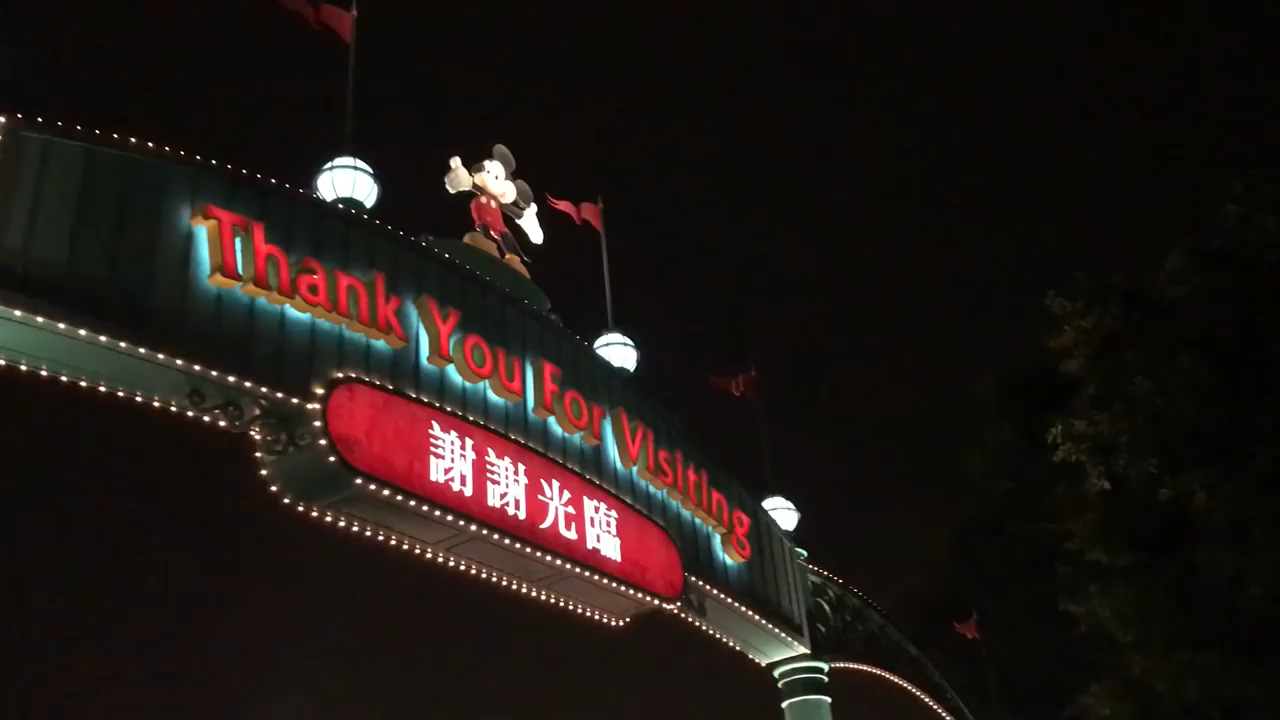 Thank You For Visiting
謝謝光臨